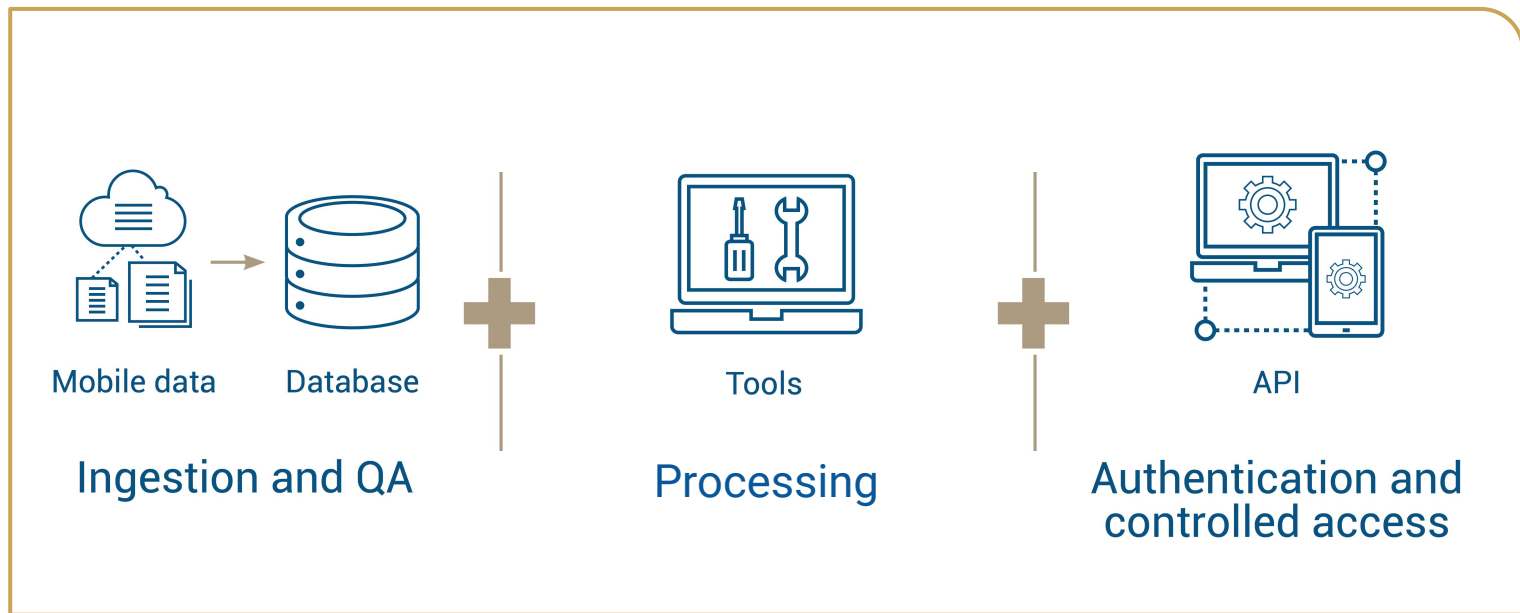 Mobile data
Database
Ingestion and QA
Tools
Processing
API
Authentication and
controlled access